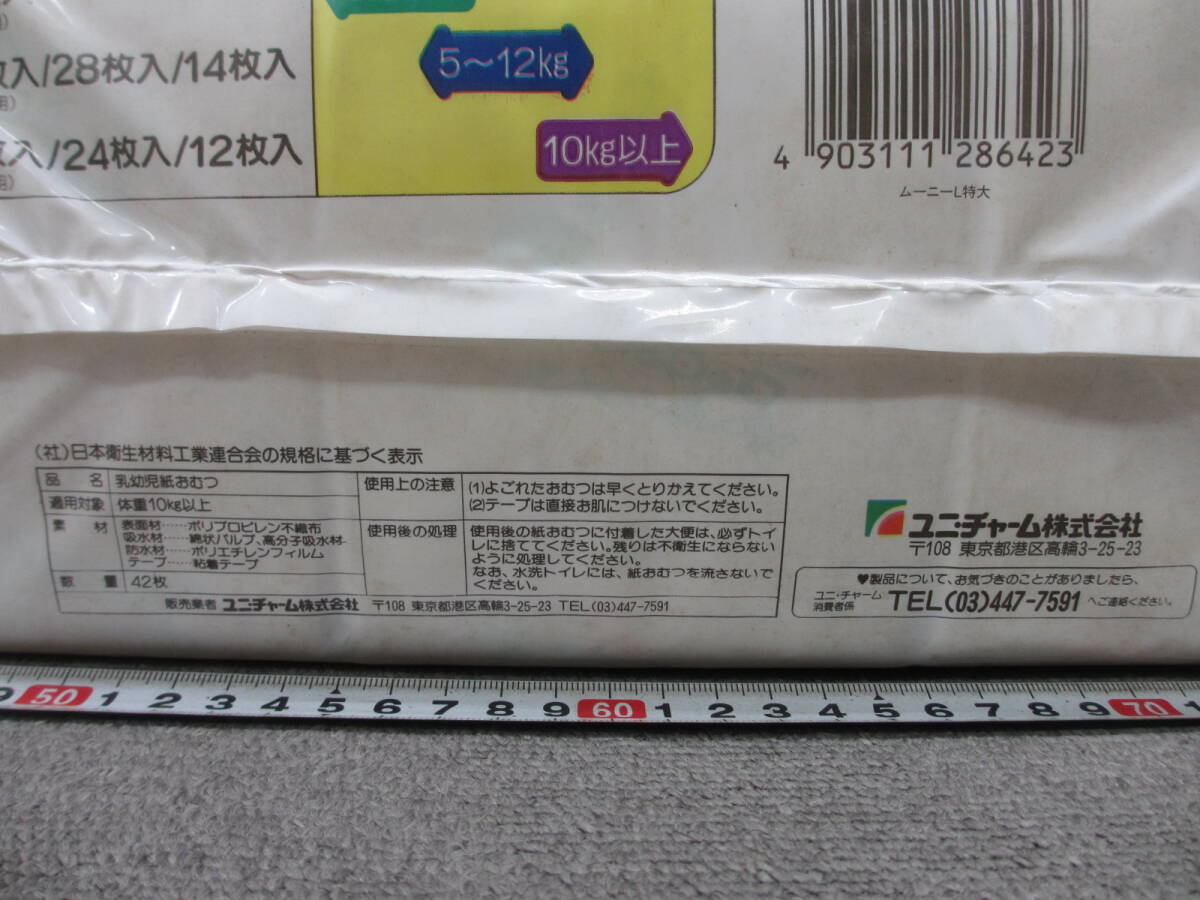 枚入/28枚入/14枚入
枚入/24枚入/12枚入
5～12kg
10kg以上
4 903111 286423
ムーニーL特大
(社)日本衛生材料工業連合会の規格に基づく表示
品名 乳幼児紙おむつ
適用対象 体重10kg以上
素材 表面材……ポリプロピレン不織布
吸水材……綿状パルプ、高分子吸水材
防水材……ポリエチレンフィルム
テープ……粘着テープ
数量 42枚
使用上の注意 (1)よごれたおむつは早くとりかえてください。
(2)テープは直接お肌につけないでください。
使用後の処理 使用後の紙おむつに付着した大便は、必ずトイ
レに捨ててください。残りは不衛生にならない
ように処理してください。
なお、水洗トイレには、紙おむつを流さないで
ください。
販売業者 ユニ・チャーム株式会社 〒108 東京都港区高輪3-25-23 TEL(03)447-7591
ユニ・チャーム株式会社
〒108 東京都港区高輪3-25-23
♥製品について、お気づきのことがありましたら、
ユニ・チャーム
消費者係 TEL(03)447-7591 へご連絡ください。
9 50 1 2 3 4 5 6 7 8 9 60 1 2 3 4 5 6 7 8 9 70 1